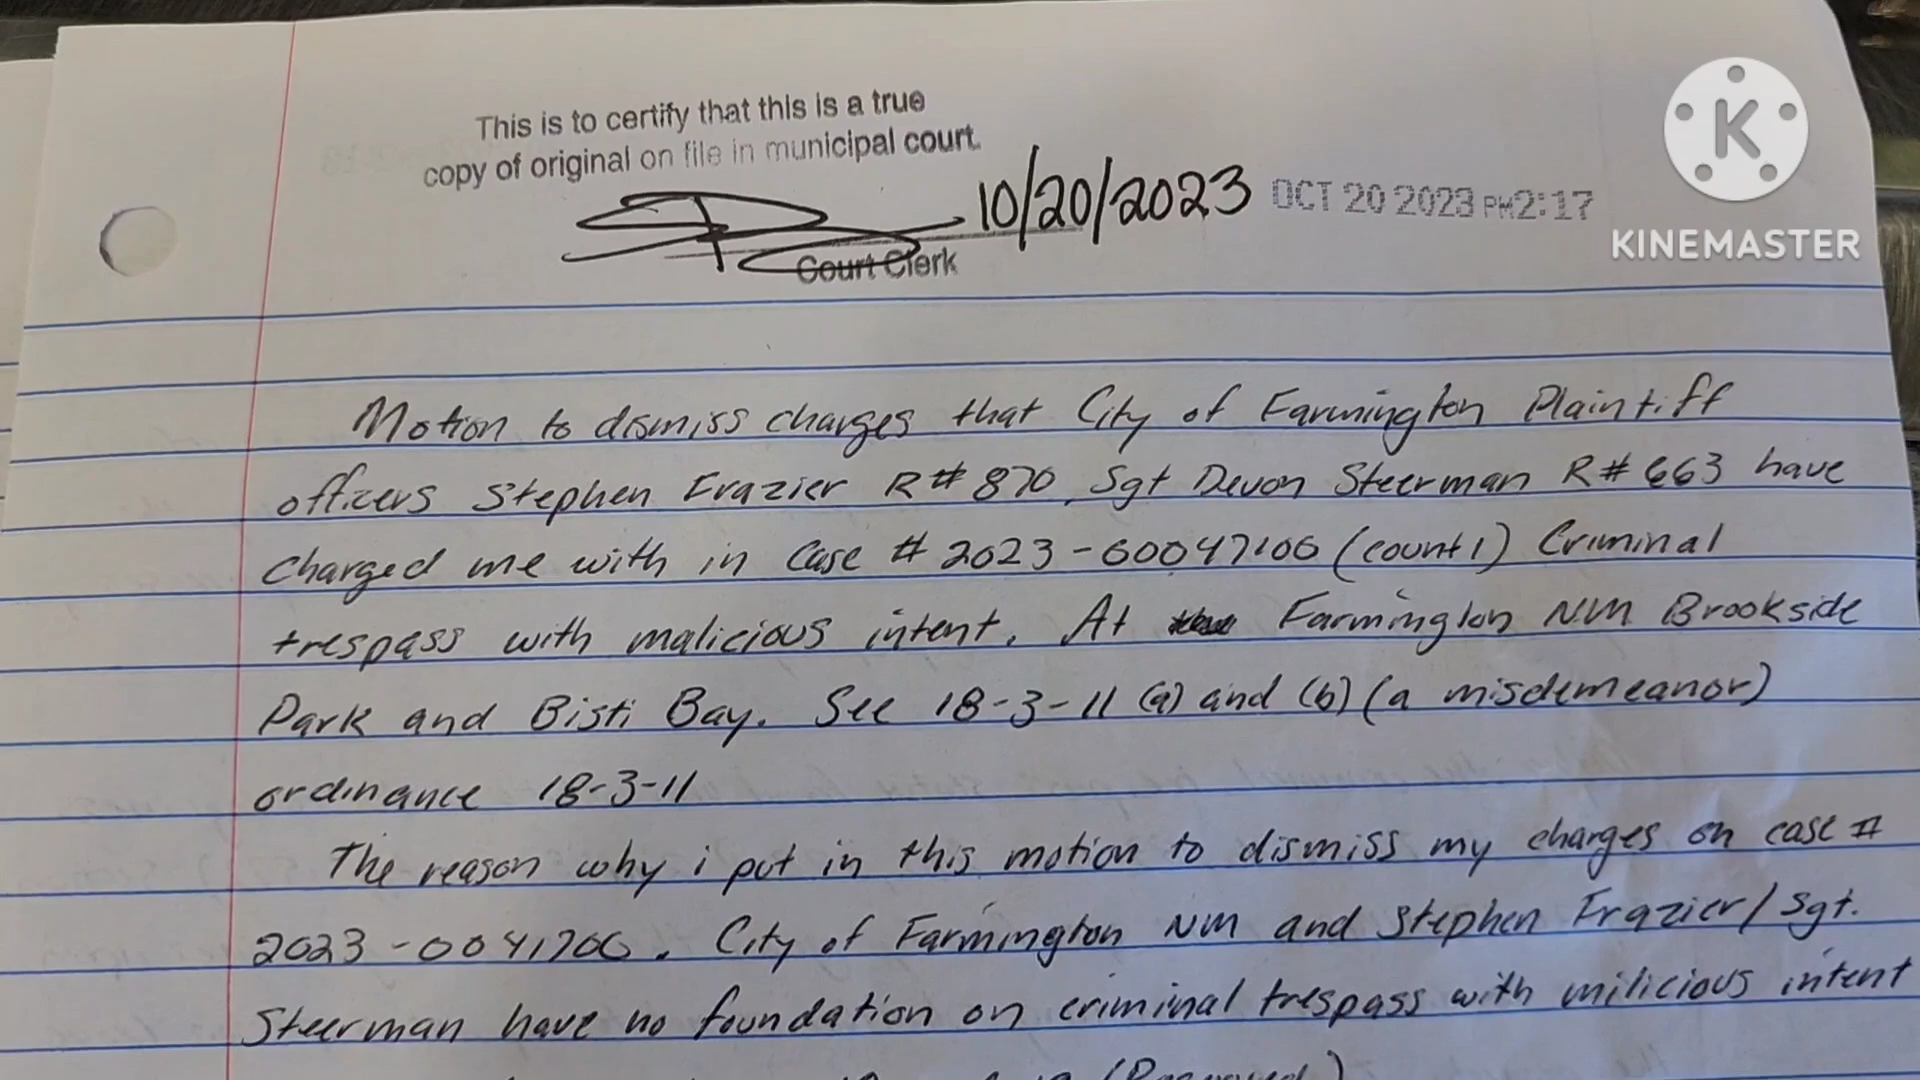 This is to certify that this is a true
copy of original on file in municipal court.
10/20/2023 OCT 20 2023 PM 2:17
Court Clerk
K
KINEMASTER
Motion to dismiss charges that City of Farmington Plaintiff
officers Stephen Frazier R# 870, Sgt Devon Steerman R# 663 have
charged me with in Case # 2023-60047106 (count 1) Criminal
trespass with malicious intent. At Farmington NM Brookside
Park and Bisti Bay. See 18-3-11 (a) and (b) (a misdemeanor)
ordinance 18-3-11
The reason why i put in this motion to dismiss my charges on case #
2023-0041706. City of Farmington NM and Stephen Frazier/Sgt.
Steerman have no foundation on criminal trespass with milicious intent